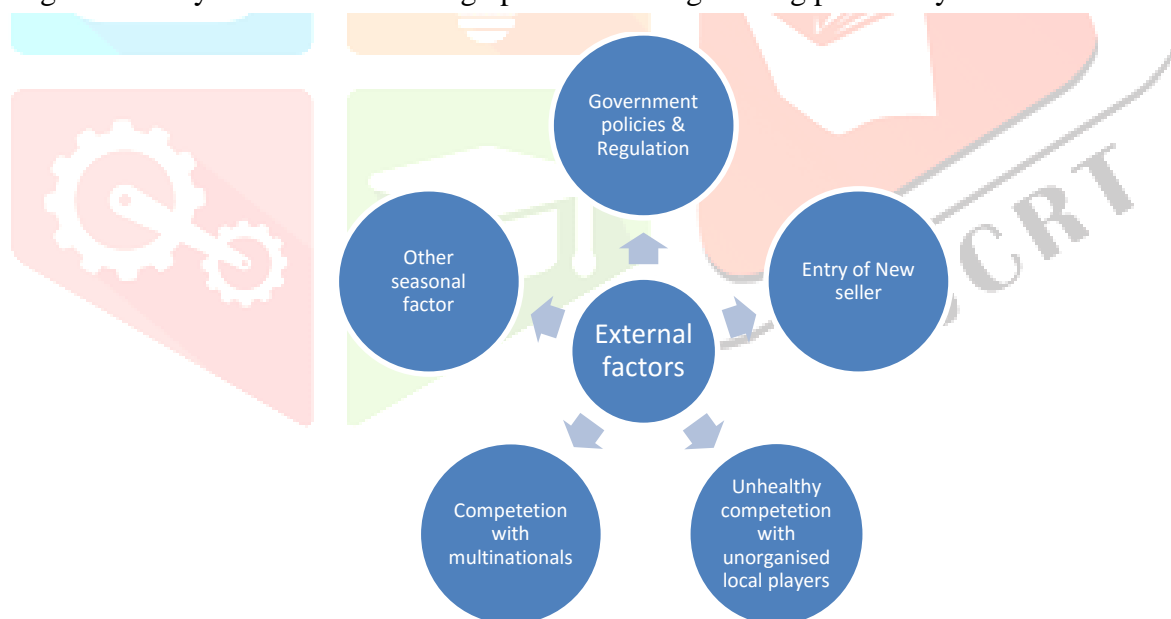 Government
policies &
Regulation
Other
seasonal
factor
Entry of New
seller
External
factors
Competetion
with
multinationals
Unhealthy
competetion
with
unorganised
local players
CRT